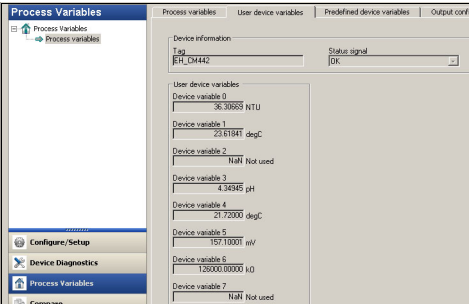 Process Variables
Process variables
User device variables
Predefined device variables
Process Variables
Process variables
Device information
Tag
EH_CM442
Status signal
OK
User device variables
Device variable 0
36.30669 NTU
Device variable 1
23.61841 degC
Device variable 2
NaN Not used
Device variable 3
4.34945 pH
Device variable 4
21.72000 degC
Device variable 5
157.10001 mV
Device variable 6
126000.00000 kΩ
Device variable 7
NaN Not used
Configure/Setup
Device Diagnostics
Process Variables
Compare